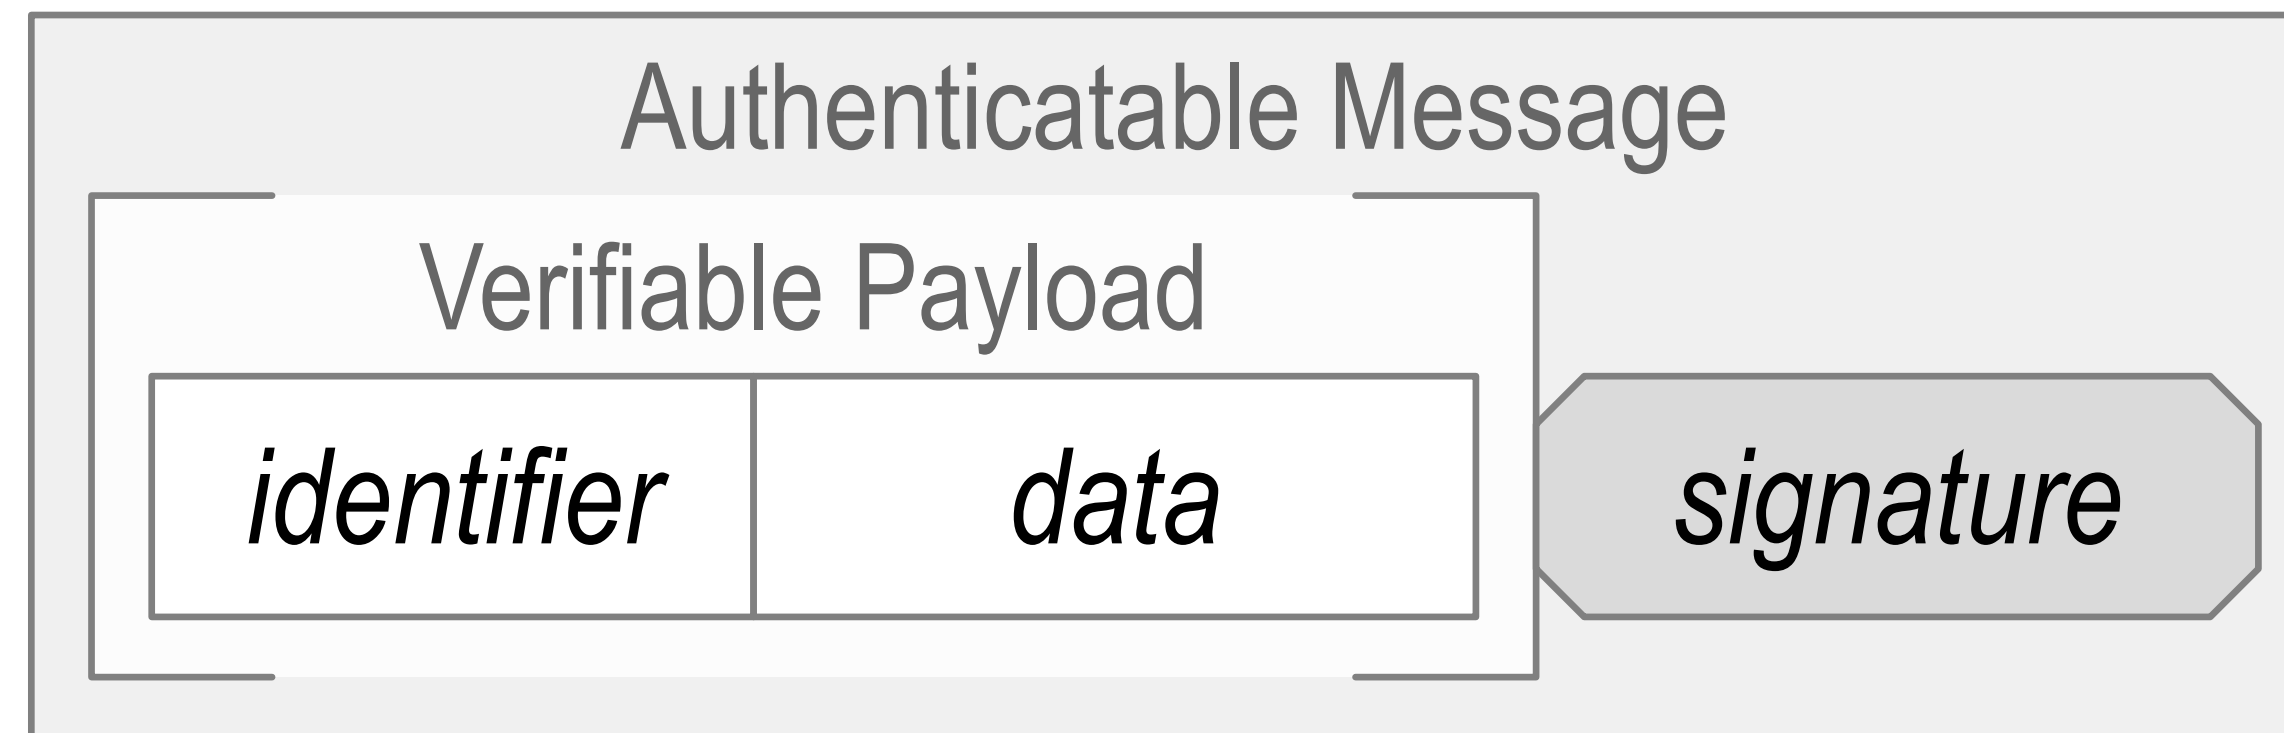 Authenticatable Message
Verifiable Payload
identifier data signature